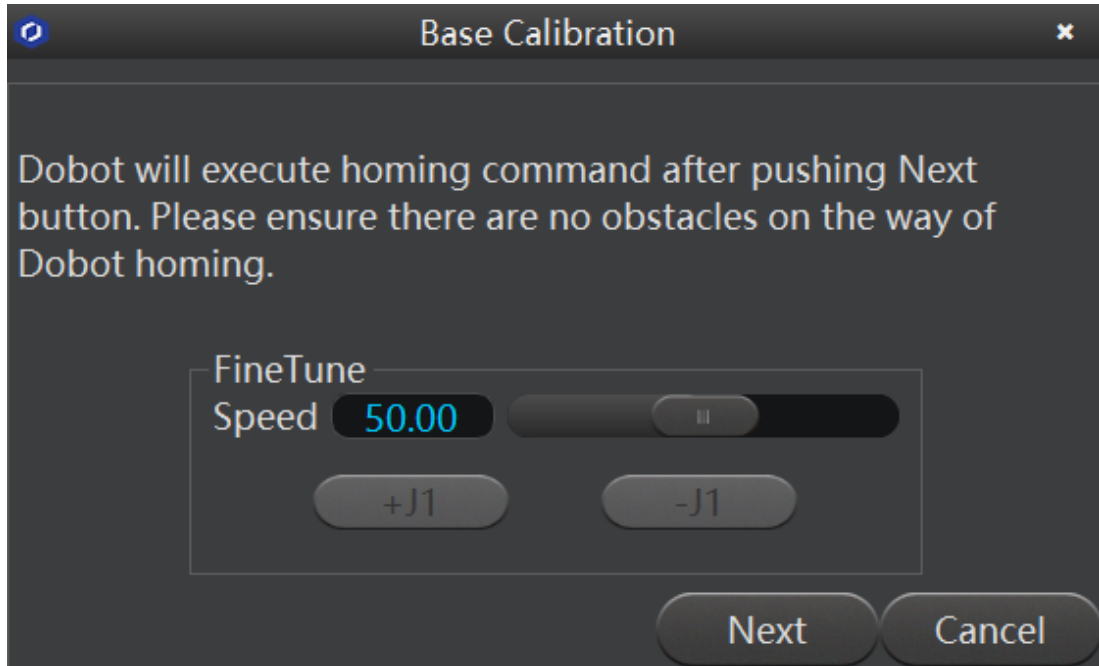 Base Calibration
Dobot will execute homing command after pushing Next
button. Please ensure there are no obstacles on the way of
Dobot homing.
FineTune
Speed 50.00
+J1 -J1
Next Cancel